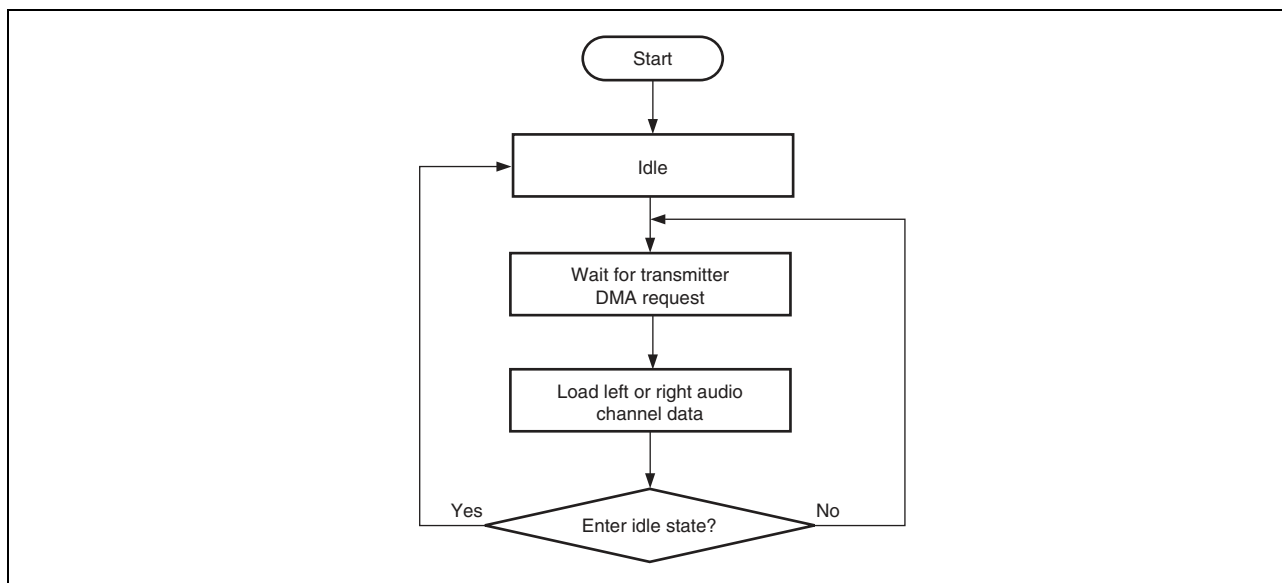 Start
Idle
Wait for transmitter
DMA request
Load left or right audio
channel data
Yes
Enter idle state?
No